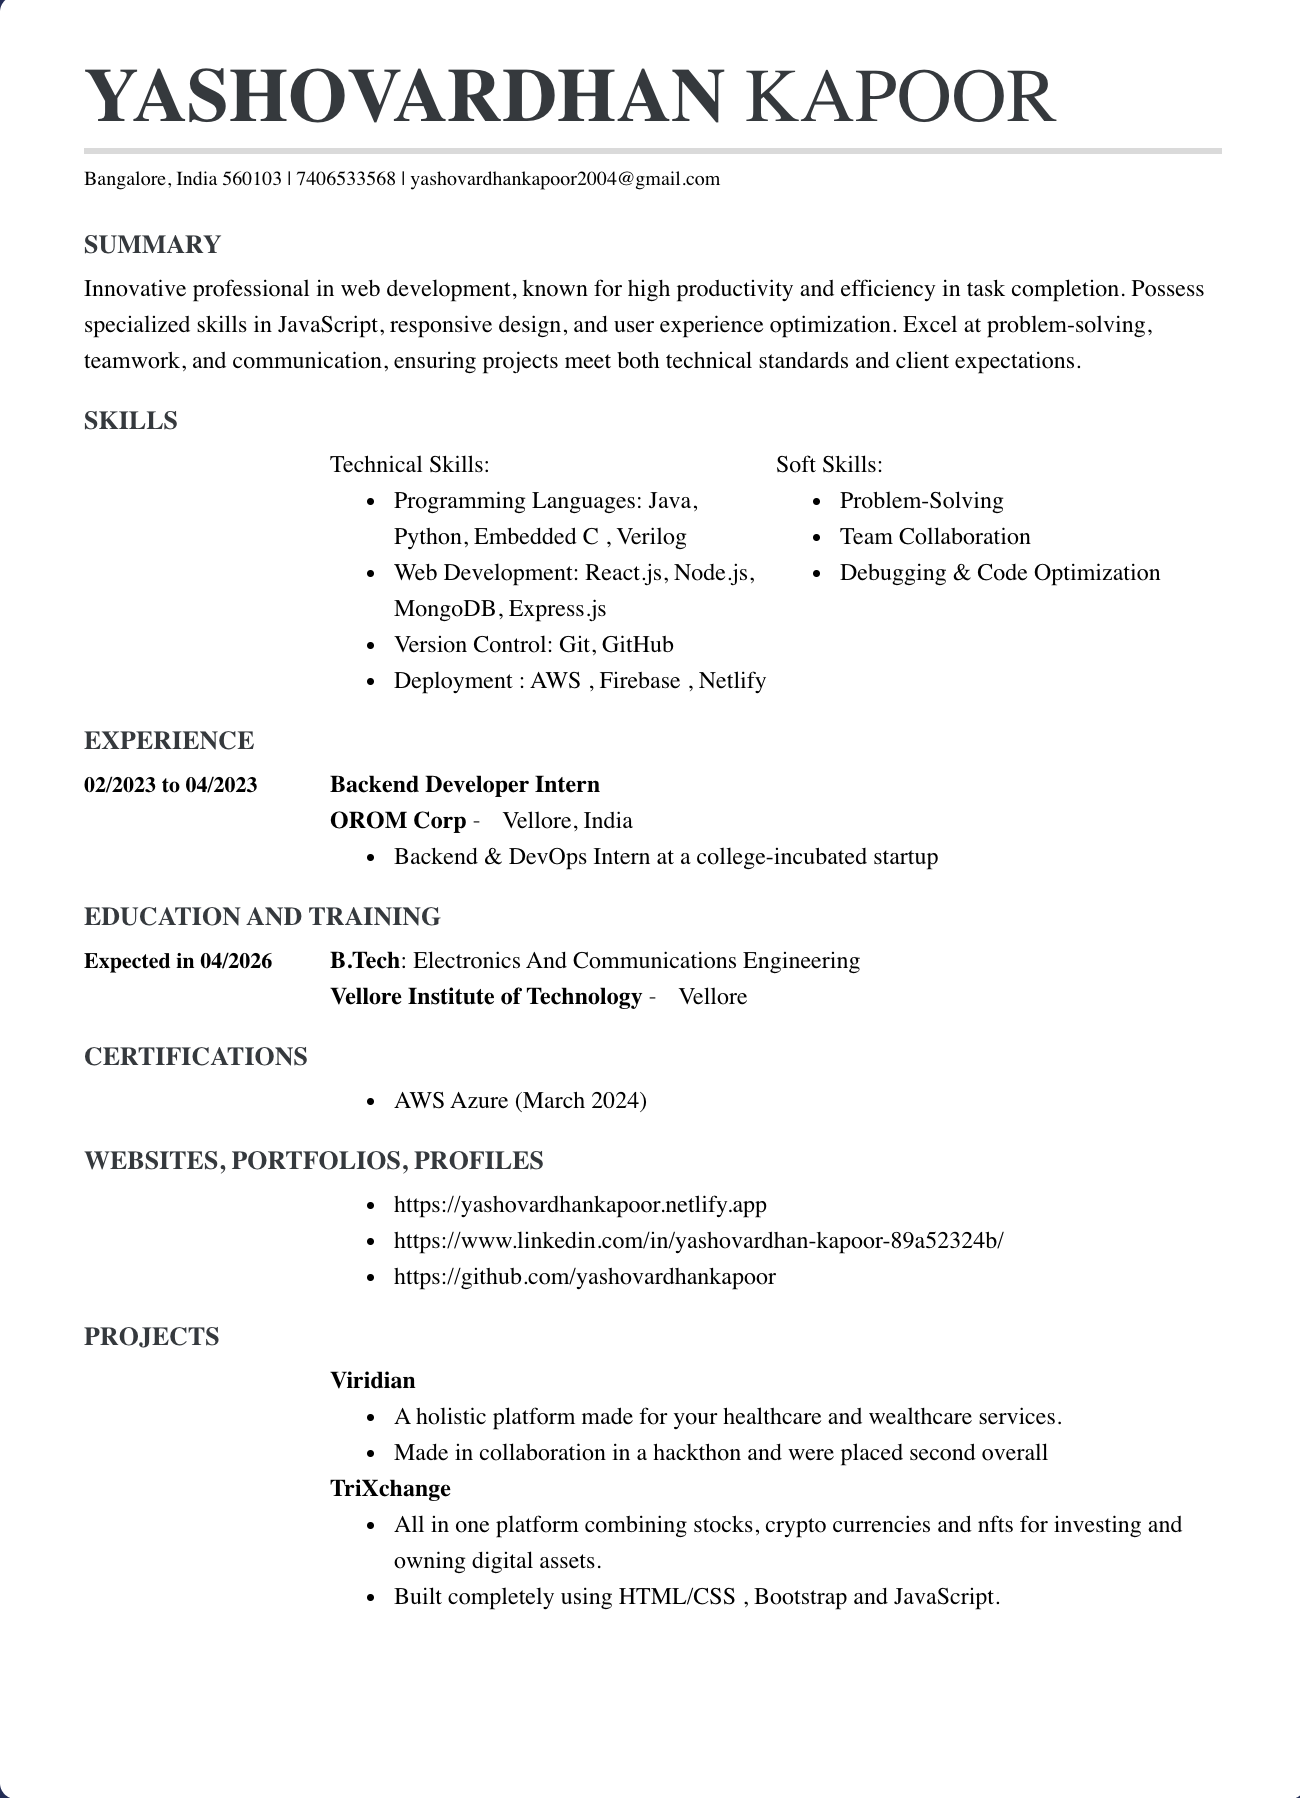 YASHOVARDHAN KAPOOR
Bangalore, India 560103 | 7406533568 | yashovardhankapoor2004@gmail.com
SUMMARY
Innovative professional in web development, known for high productivity and efficiency in task completion. Possess
specialized skills in JavaScript, responsive design, and user experience optimization. Excel at problem-solving,
teamwork, and communication, ensuring projects meet both technical standards and client expectations.
SKILLS
Technical Skills:
• Programming Languages: Java,
Python, Embedded C , Verilog
• Web Development: React.js, Node.js,
MongoDB, Express.js
• Version Control: Git, GitHub
• Deployment : AWS , Firebase , Netlify
Soft Skills:
• Problem-Solving
• Team Collaboration
• Debugging & Code Optimization
EXPERIENCE
02/2023 to 04/2023 Backend Developer Intern
OROM Corp - Vellore, India
• Backend & DevOps Intern at a college-incubated startup
EDUCATION AND TRAINING
Expected in 04/2026 B.Tech: Electronics And Communications Engineering
Vellore Institute of Technology - Vellore
CERTIFICATIONS
• AWS Azure (March 2024)
WEBSITES, PORTFOLIOS, PROFILES
• https://yashovardhankapoor.netlify.app
• https://www.linkedin.com/in/yashovardhan-kapoor-89a52324b/
• https://github.com/yashovardhankapoor
PROJECTS
Viridian
• A holistic platform made for your healthcare and wealthcare services.
• Made in collaboration in a hackthon and were placed second overall
TriXchange
• All in one platform combining stocks, crypto currencies and nfts for investing and
owning digital assets.
• Built completely using HTML/CSS , Bootstrap and JavaScript.